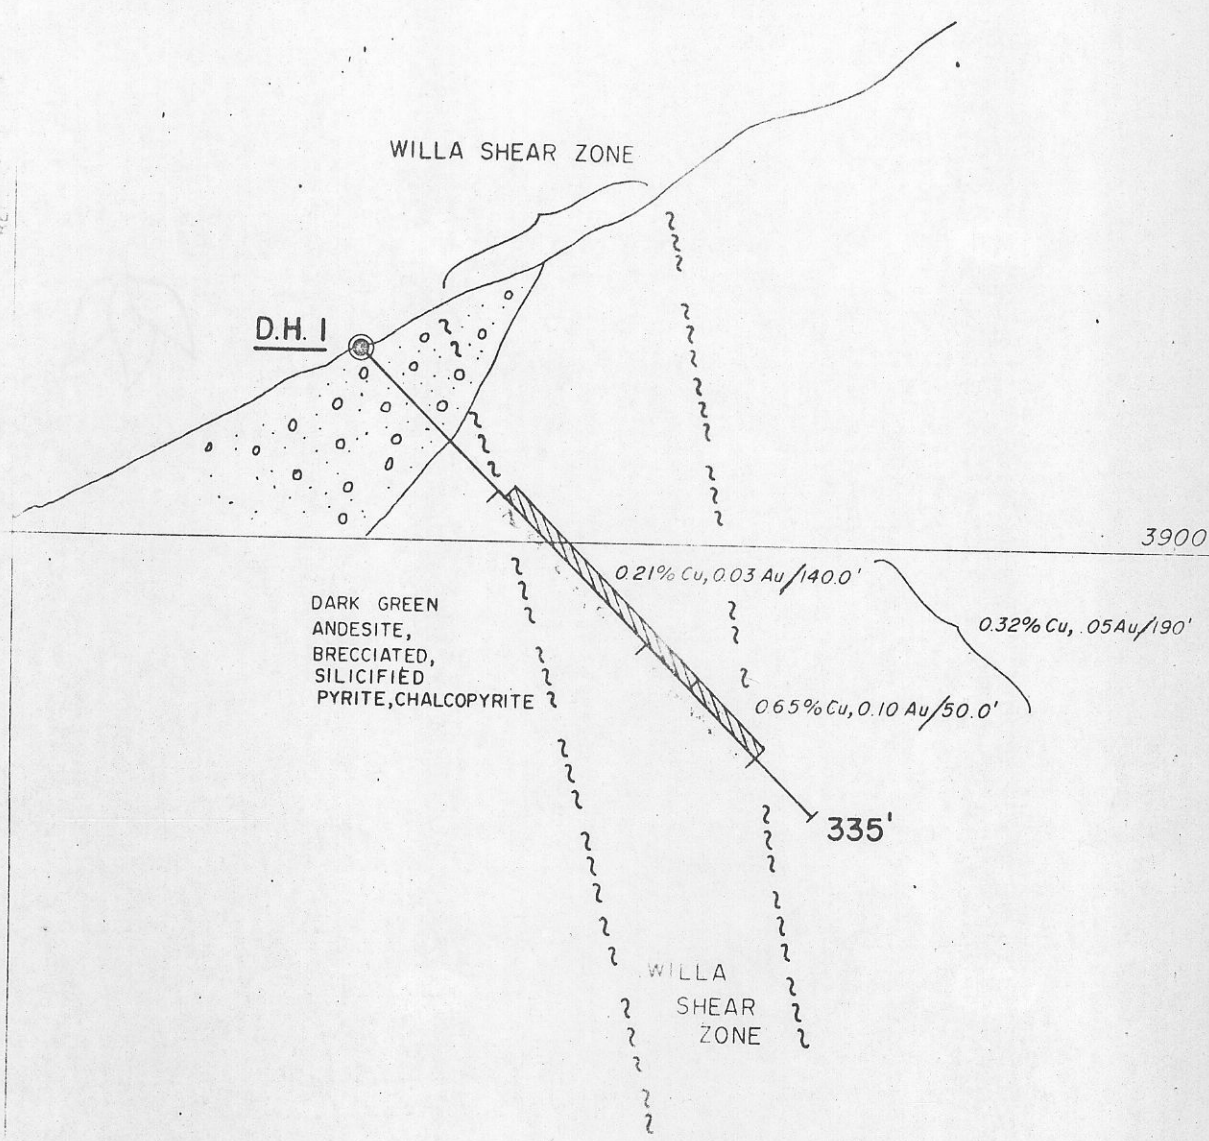 WILLA SHEAR ZONE
D.H. 1
3900
0.21% Cu, 0.03 Au/140.0'
DARK GREEN
ANDESITE,
BRECCIATED,
SILICIFIED
PYRITE, CHALCOPYRITE
0.32% Cu, .05 Au/190'
0.65% Cu, 0.10 Au/50.0'
335'
WILLA
SHEAR
ZONE